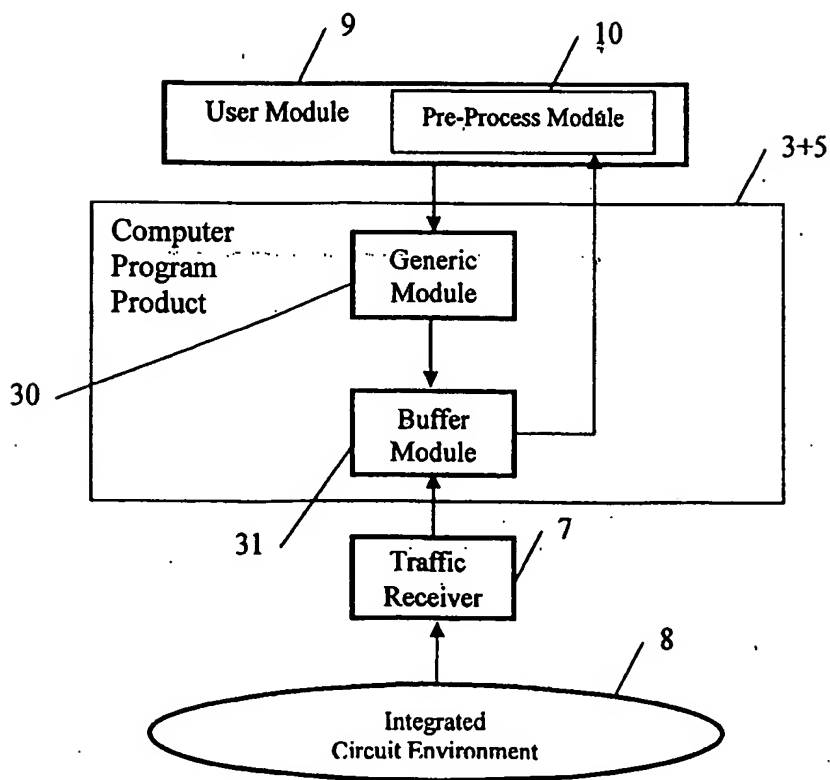 9
10
User Module
Pre-Process Module
3+5
Computer
Program
Product
Generic
Module
30
Buffer
Module
31
7
Traffic
Receiver
8
Integrated
Circuit Environment